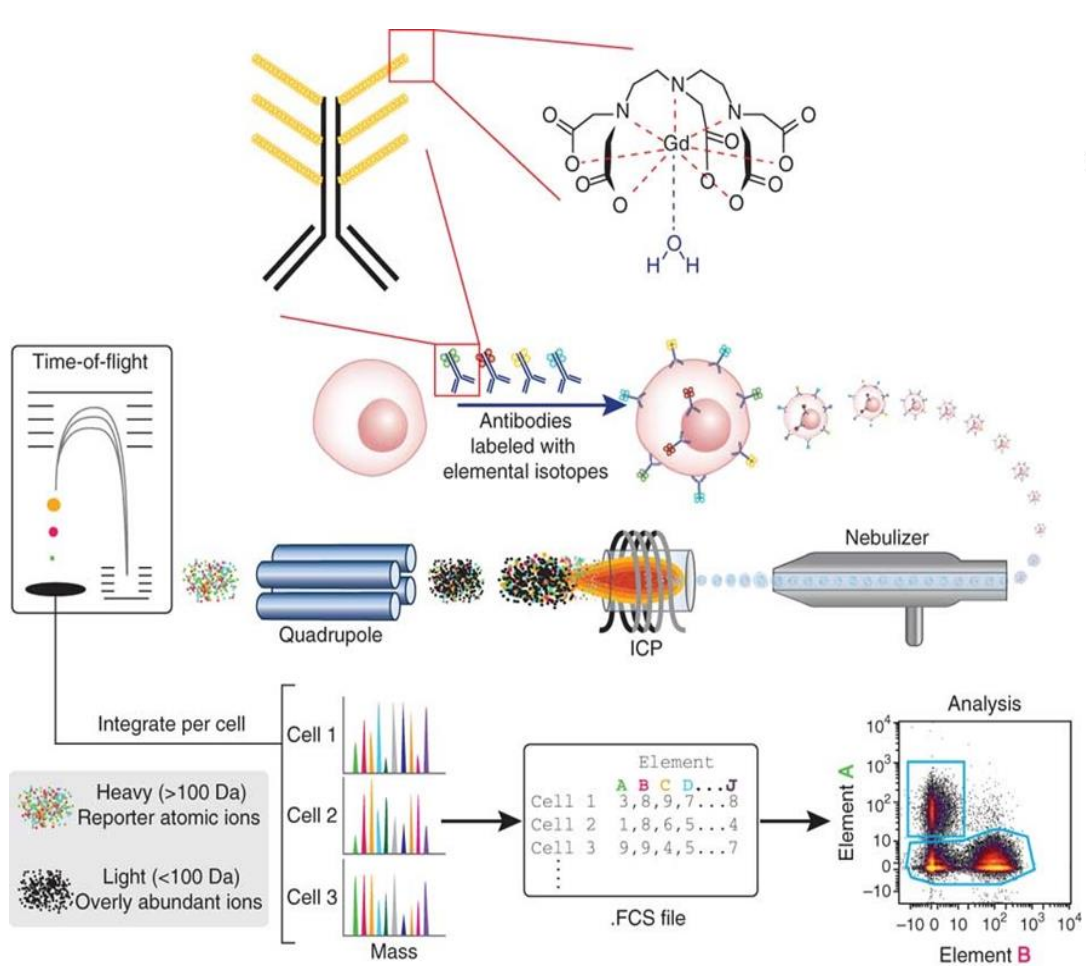 N
N
N
O
O
O
O
O
O
O
O
O
O
Gd
O
H H
Time-of-flight
Antibodies
labeled with
elemental isotopes
Nebulizer
Quadrupole
ICP
Integrate per cell
Heavy (>100 Da)
Reporter atomic ions
Light (<100 Da)
Overly abundant ions
Cell 1
Cell 2
Cell 3
Mass
Element
A B C D...J
Cell 1 3,8,9,7...8
Cell 2 1,8,6,5...4
Cell 3 9,9,4,5...7
.FCS file
Analysis
Element A
10⁴
10³
10²
10
0
−10
−10 0 10 10² 10³ 10⁴
Element B